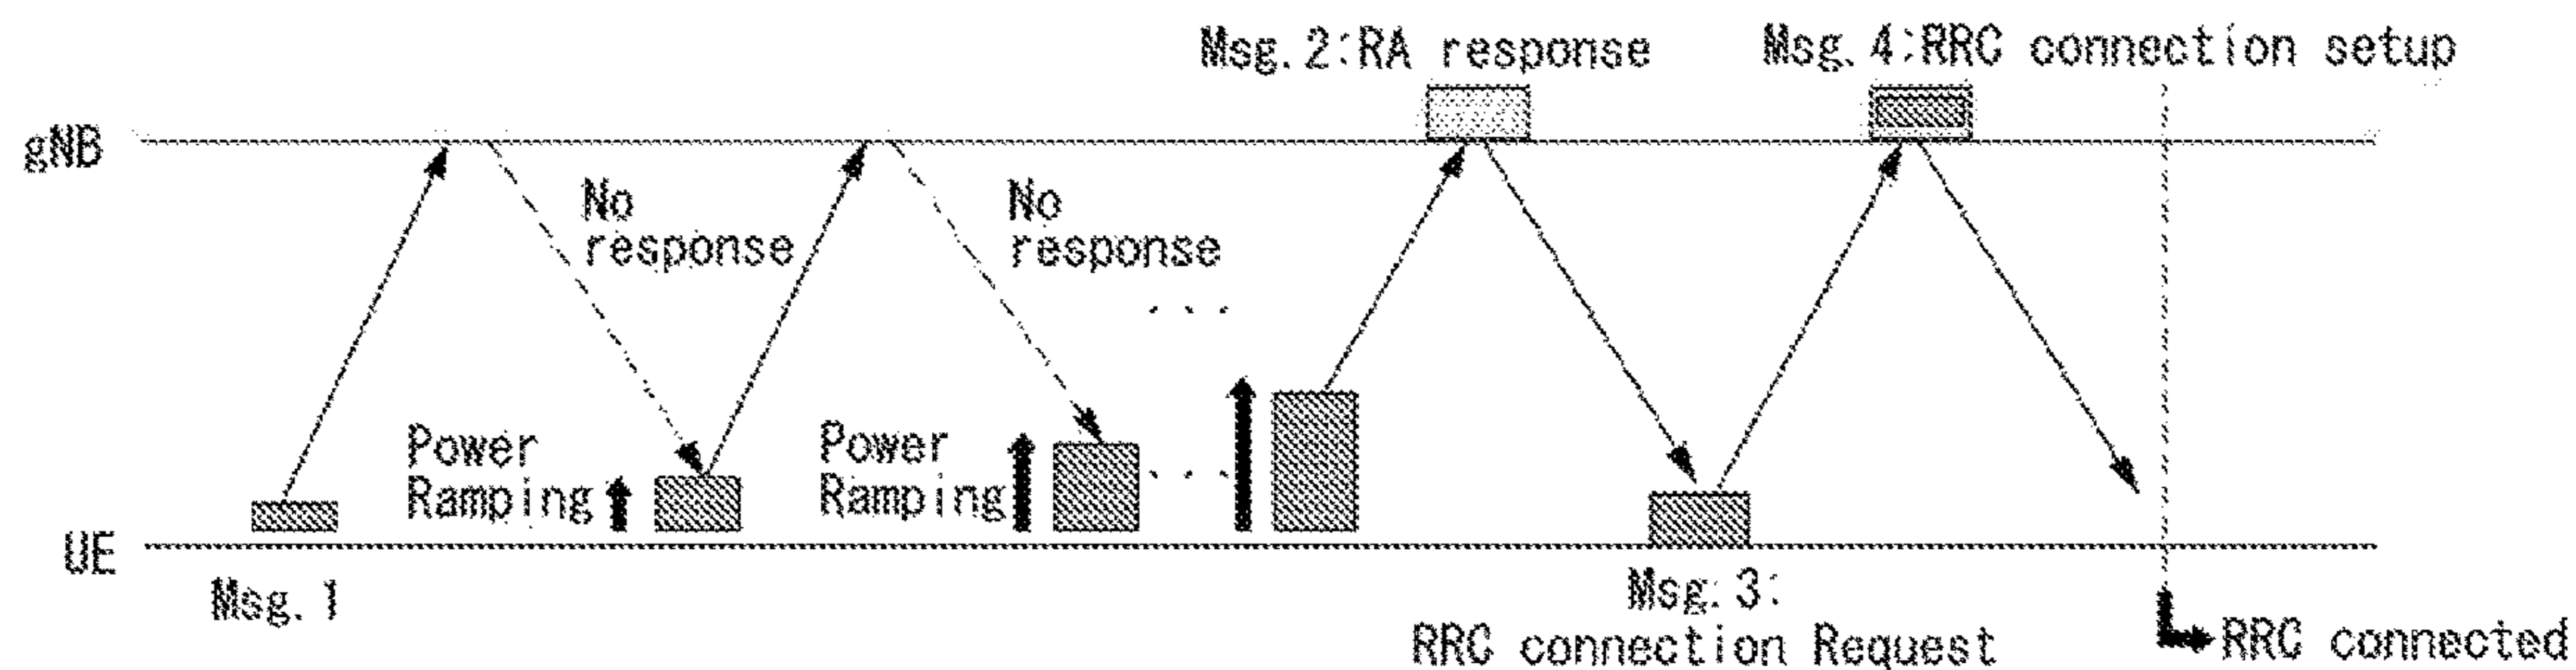 Msg.2:RA response
Msg.4:RRC connection setup
gNB
No
response
No
response
...
Power
Ramping
Power
Ramping
...
UE
Msg.1
Msg.3:
RRC connection Request
RRC connected